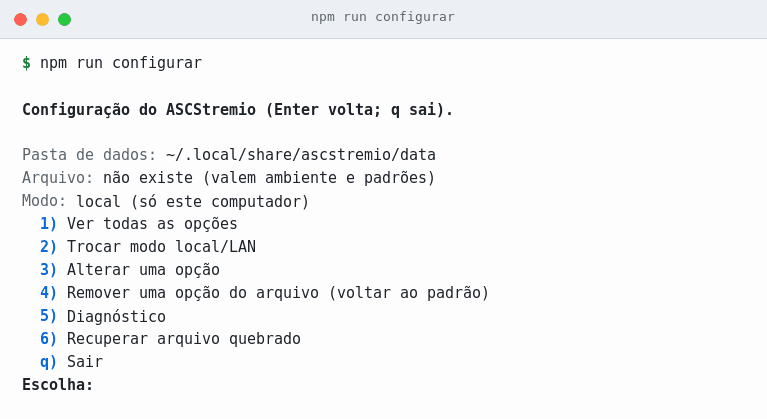 npm run configurar
$ npm run configurar
Configuração do ASCStremio (Enter volta; q sai).
Pasta de dados: ~/.local/share/ascstremio/data
Arquivo: não existe (valem ambiente e padrões)
Modo: local (só este computador)
1) Ver todas as opções
2) Trocar modo local/LAN
3) Alterar uma opção
4) Remover uma opção do arquivo (voltar ao padrão)
5) Diagnóstico
6) Recuperar arquivo quebrado
q) Sair
Escolha: